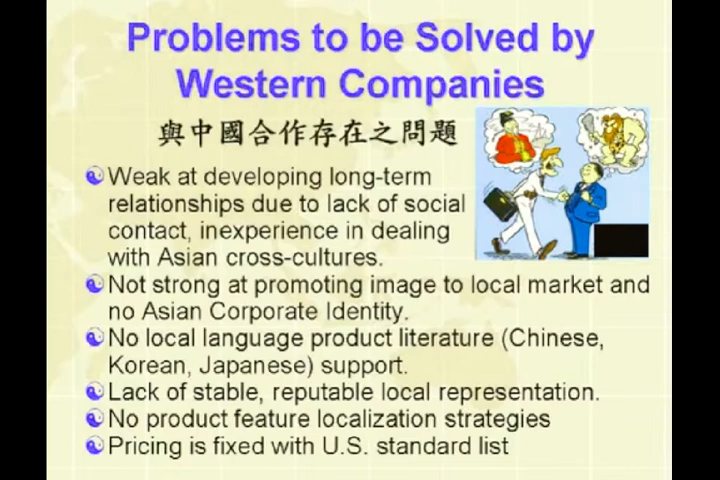 Problems to be Solved by
Western Companies
與中國合作存在之問題
Weak at developing long-term
relationships due to lack of social
contact, inexperience in dealing
with Asian cross-cultures.
Not strong at promoting image to local market and
no Asian Corporate Identity.
No local language product literature (Chinese,
Korean, Japanese) support.
Lack of stable, reputable local representation.
No product feature localization strategies
Pricing is fixed with U.S. standard list